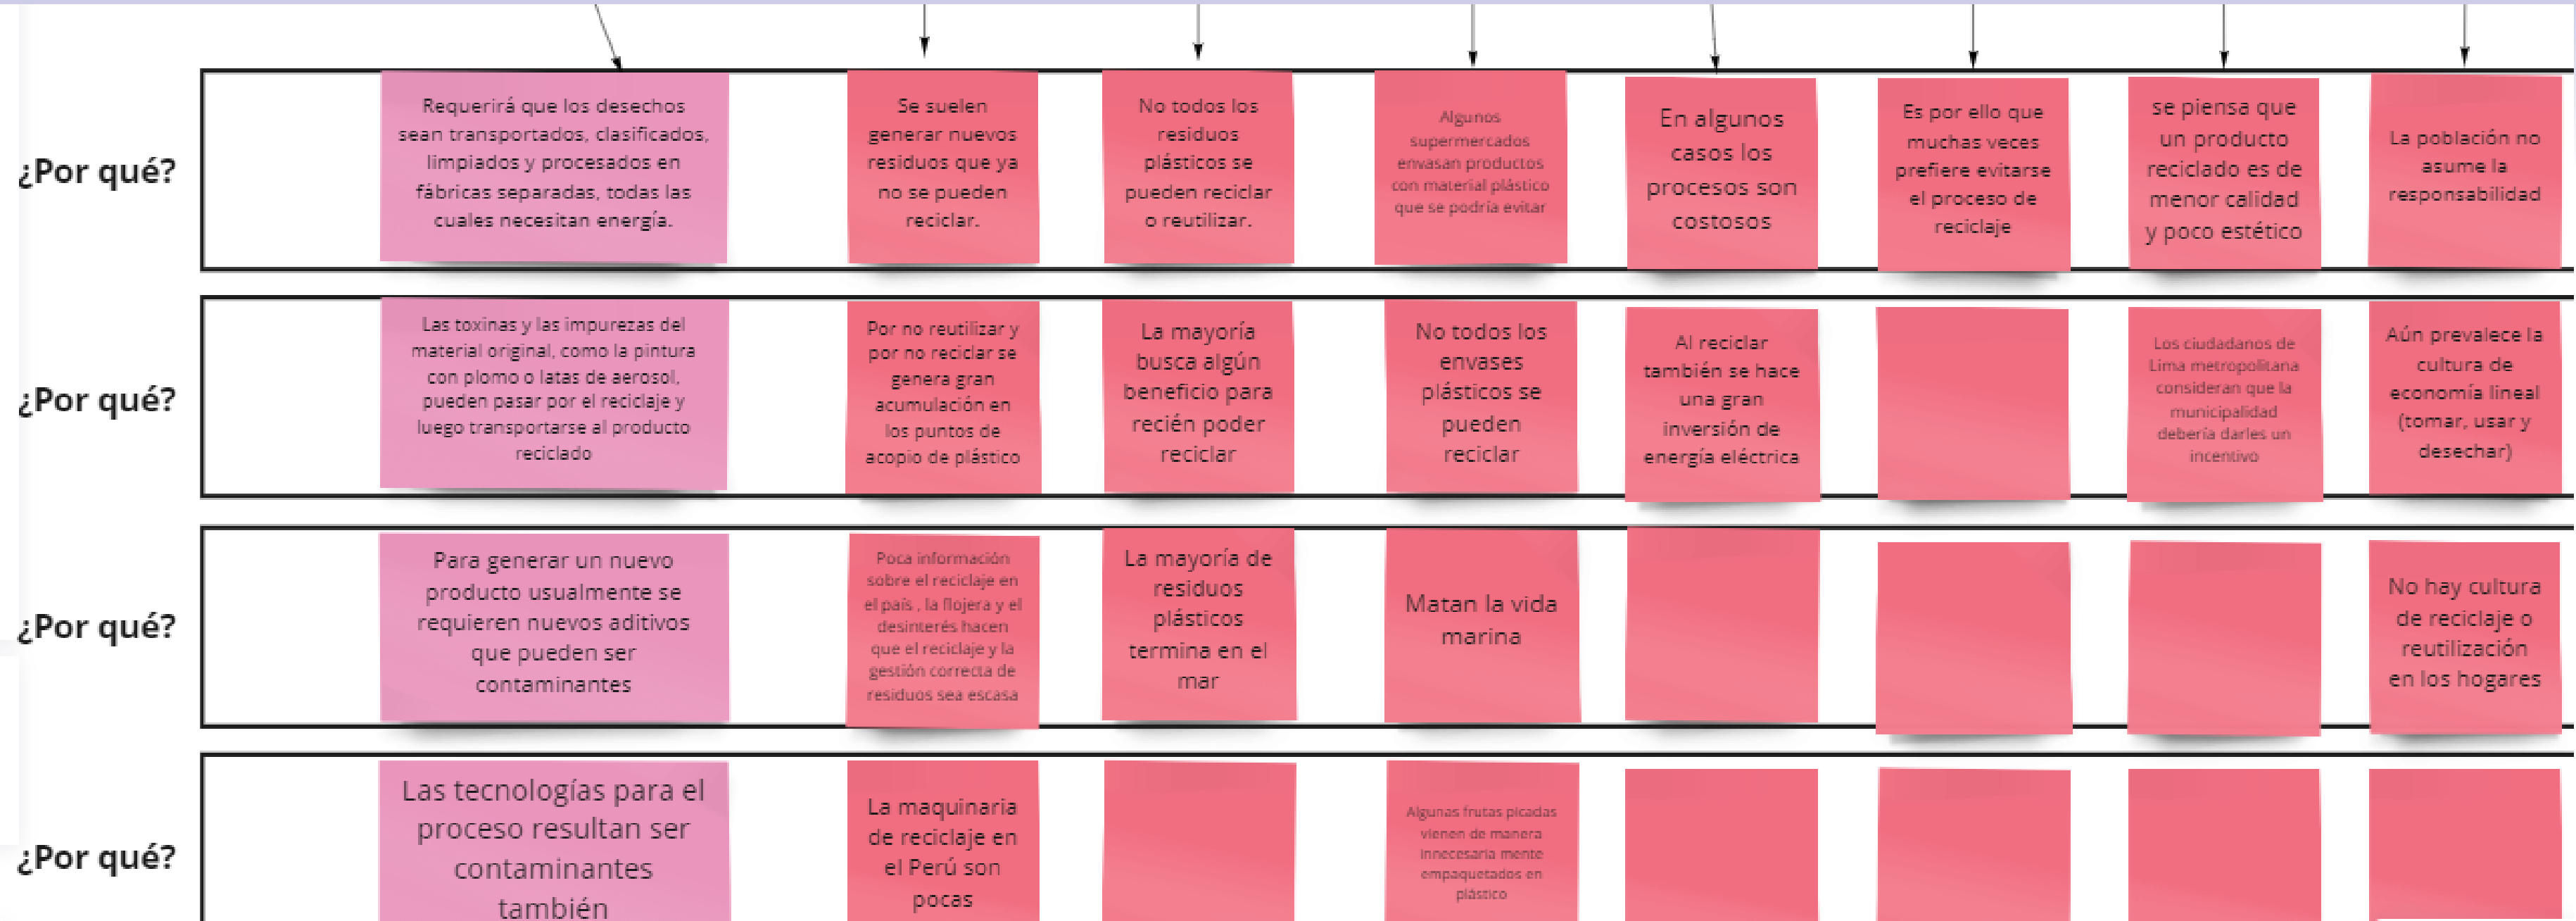 ¿Por qué?
Requerirá que los desechos
sean transportados, clasificados,
limpiados y procesados en
fábricas separadas, todas las
cuales necesitan energía.
Se suelen
generar nuevos
residuos que ya
no se pueden
reciclar.
No todos los
residuos
plásticos se
pueden reciclar
o reutilizar.
Algunos
supermercados
envasan productos
con material plástico
que se podría evitar
En algunos
casos los
procesos son
costosos
Es por ello que
muchas veces
prefiere evitarse
el proceso de
reciclaje
se piensa que
un producto
reciclado es de
menor calidad
y poco estético
La población no
asume la
responsabilidad
¿Por qué?
Las toxinas y las impurezas del
material original, como la pintura
con plomo o latas de aerosol,
pueden pasar por el reciclaje y
luego transportarse al producto
reciclado
Por no reutilizar y
por no reciclar se
genera gran
acumulación en
los puntos de
acopio de plástico
La mayoría
busca algún
beneficio para
recién poder
reciclar
No todos los
envases
plásticos se
pueden
reciclar
Al reciclar
también se hace
una gran
inversión de
energía eléctrica
Los ciudadanos de
Lima metropolitana
consideran que la
municipalidad
debería darles un
incentivo
Aún prevalece la
cultura de
economía lineal
(tomar, usar y
desechar)
¿Por qué?
Para generar un nuevo
producto usualmente se
requieren nuevos aditivos
que pueden ser
contaminantes
Poca información
sobre el reciclaje en
el país , la flojera y el
desinterés hacen
que el reciclaje y la
gestión correcta de
residuos sea escasa
La mayoría de
residuos
plásticos
termina en el
mar
Matan la vida
marina
No hay cultura
de reciclaje o
reutilización
en los hogares
¿Por qué?
Las tecnologías para el
proceso resultan ser
contaminantes
también
La maquinaria
de reciclaje en
el Perú son
pocas
Algunas frutas picadas
vienen de manera
innecesaria mente
empaquetados en
plástico